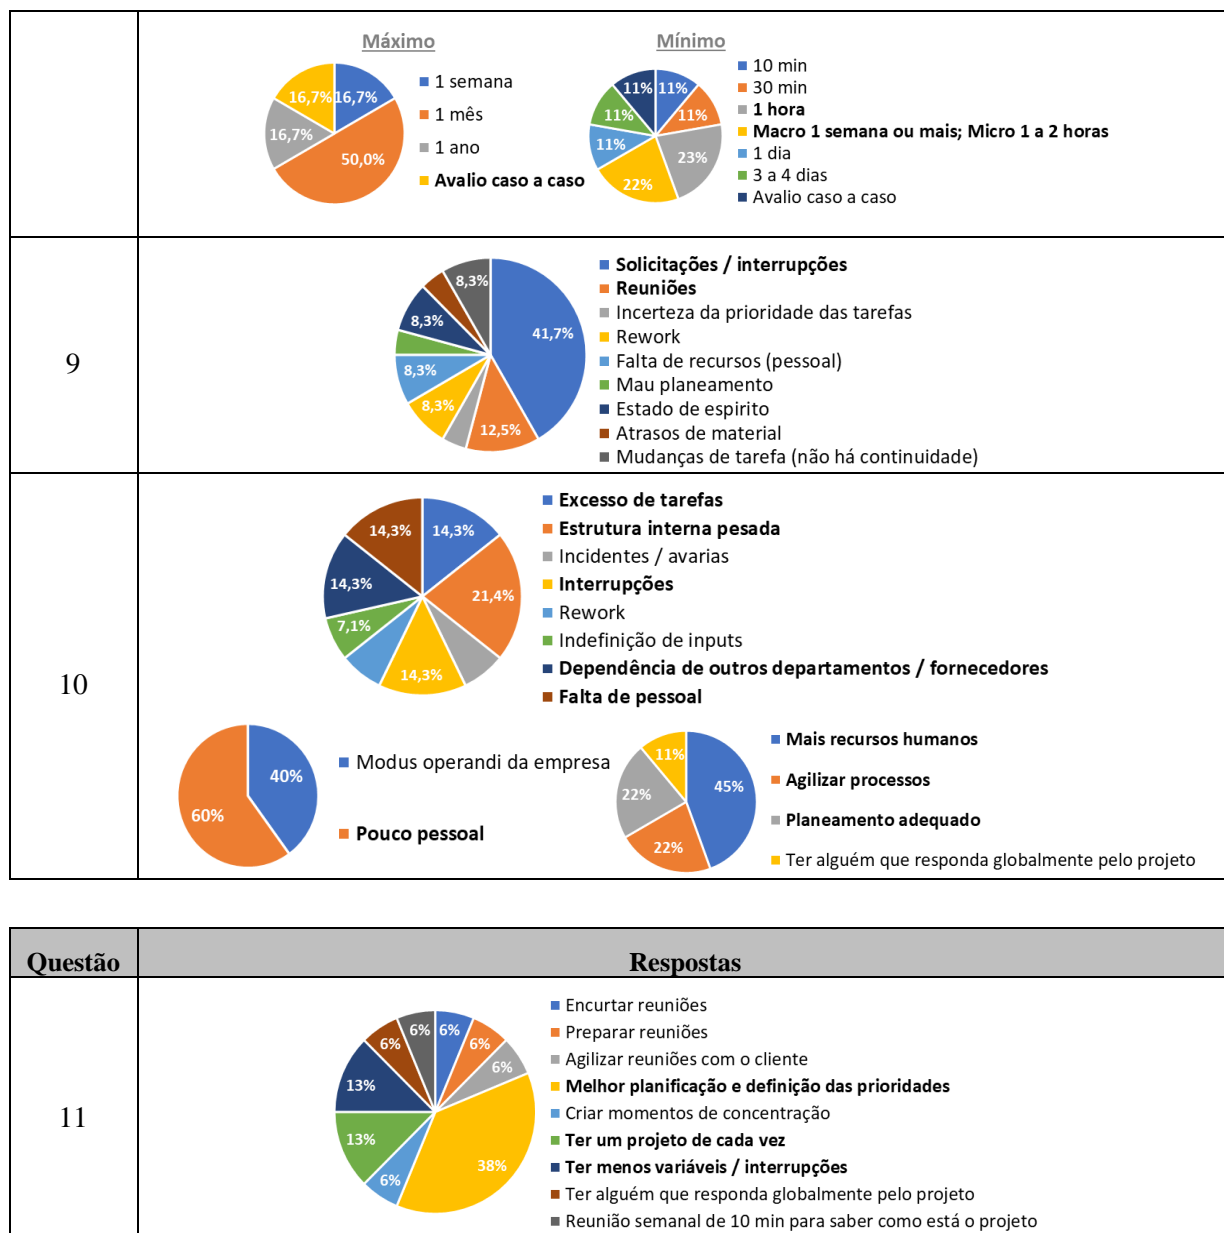 Máximo
16,7%
16,7%
16,7%
50,0%
1 semana
1 mês
1 ano
Avalio caso a caso
Mínimo
11%
11%
11%
11%
11%
23%
22%
10 min
30 min
1 hora
Macro 1 semana ou mais; Micro 1 a 2 horas
1 dia
3 a 4 dias
Avalio caso a caso
9
8,3%
41,7%
8,3%
8,3%
8,3%
12,5%
Solicitações / interrupções
Reuniões
Incerteza da prioridade das tarefas
Rework
Falta de recursos (pessoal)
Mau planeamento
Estado de espirito
Atrasos de material
Mudanças de tarefa (não há continuidade)
10
14,3%
14,3%
14,3%
21,4%
7,1%
14,3%
Excesso de tarefas
Estrutura interna pesada
Incidentes / avarias
Interrupções
Rework
Indefinição de inputs
Dependência de outros departamentos / fornecedores
Falta de pessoal
40%
60%
Modus operandi da empresa
Pouco pessoal
11%
45%
22%
22%
Mais recursos humanos
Agilizar processos
Planeamento adequado
Ter alguém que responda globalmente pelo projeto
Questão Respostas
11
6%
6%
6%
6%
6%
13%
13%
38%
6%
Encurtar reuniões
Preparar reuniões
Agilizar reuniões com o cliente
Melhor planificação e definição das prioridades
Criar momentos de concentração
Ter um projeto de cada vez
Ter menos variáveis / interrupções
Ter alguém que responda globalmente pelo projeto
Reunião semanal de 10 min para saber como está o projeto